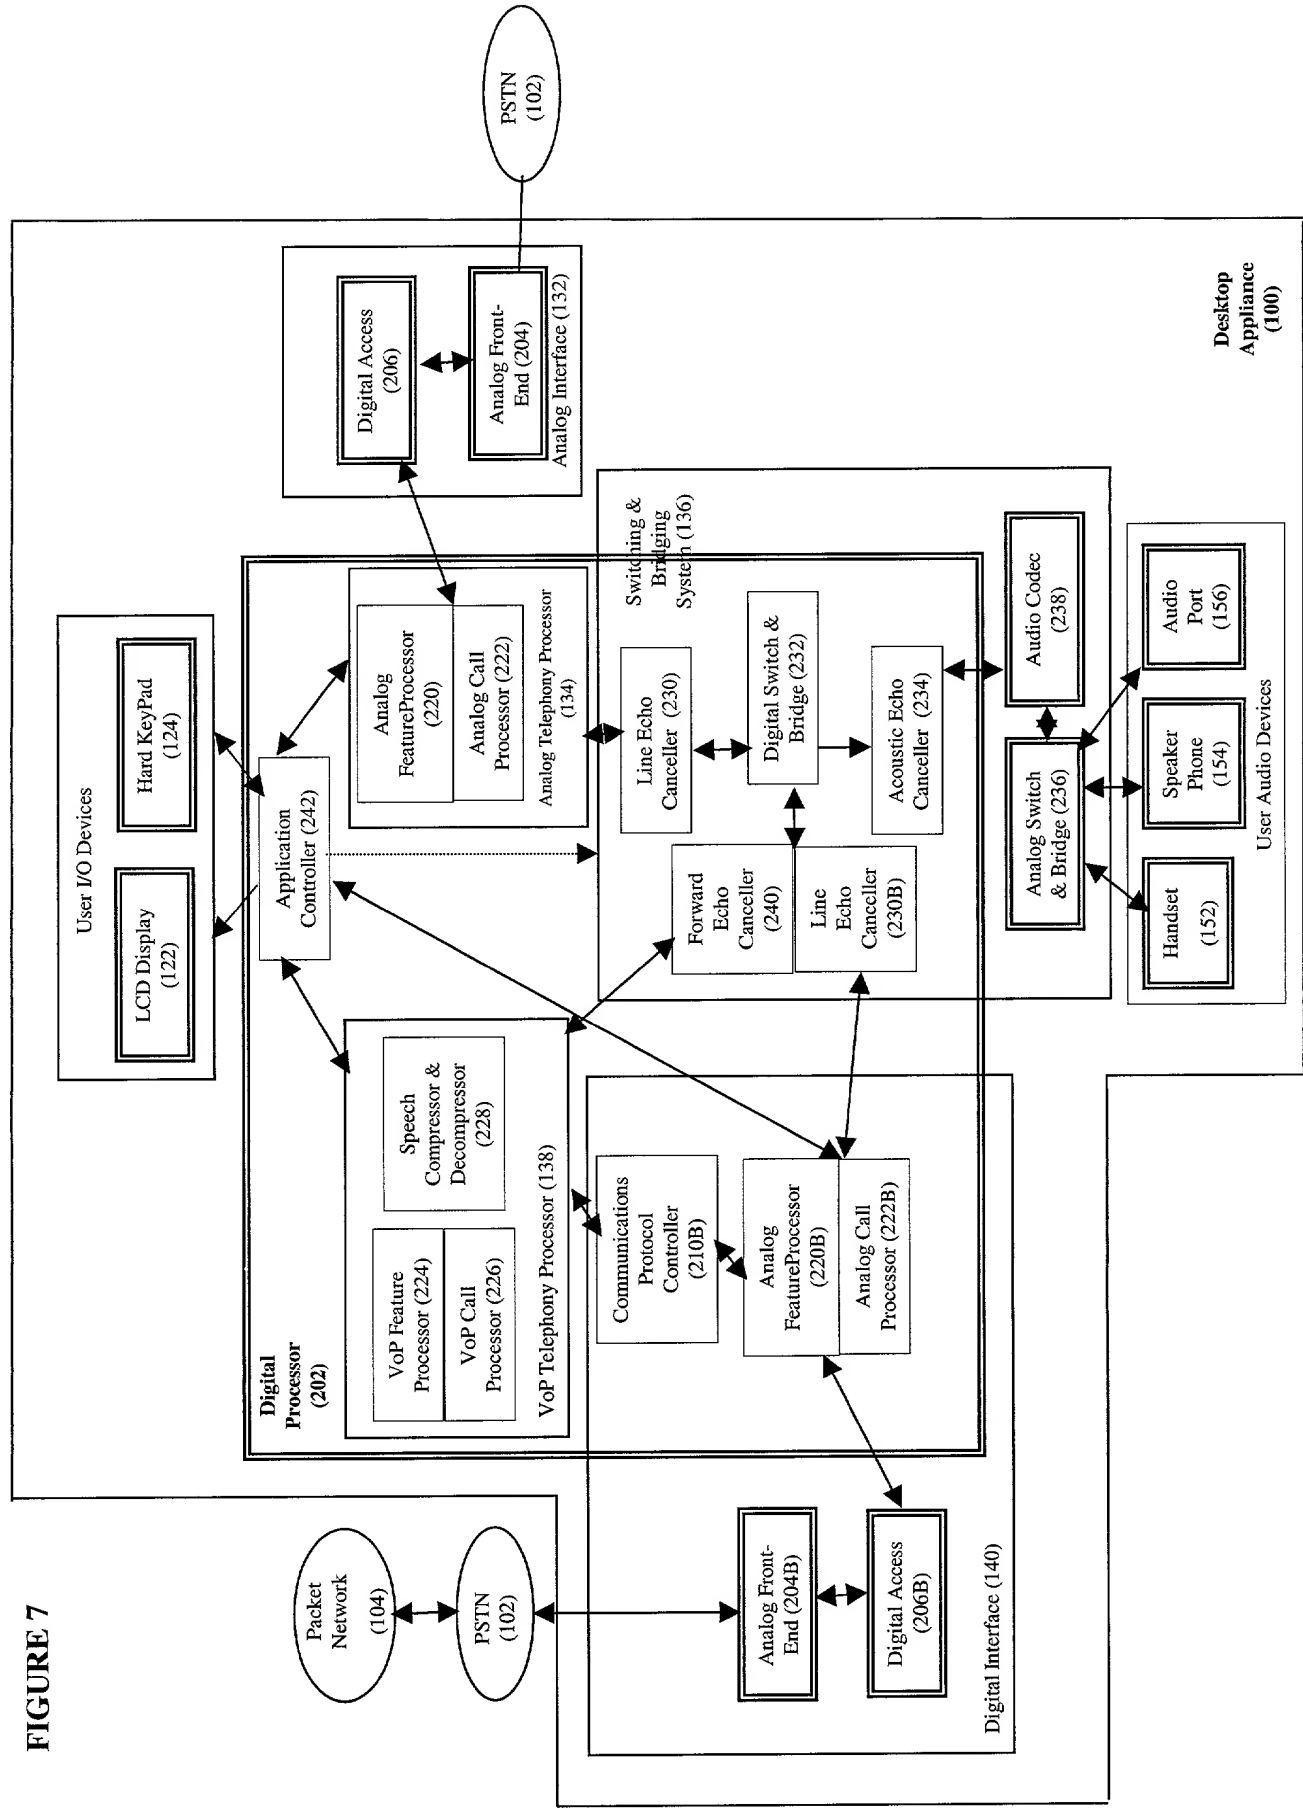 FIGURE 7
Packet
Network
(104)
PSTN
(102)
User I/O Devices
LCD Display
(122)
Hard KeyPad
(124)
Digital
Processor
(202)
Application
Controller (242)
VoP Feature
Processor (224)
VoP Call
Processor (226)
Speech
Compressor &
Decompressor
(228)
VoP Telephony Processor (138)
Analog
FeatureProcessor
(220)
Analog Call
Processor (222)
Analog Telephony Processor
(134)
Digital Access
(206)
Analog Front-
End (204)
Analog Interface (132)
PSTN
(102)
Communications
Protocol
Controller
(210B)
Analog
FeatureProcessor
(220B)
Analog Call
Processor (222B)
Analog Front-
End (204B)
Digital Access
(206B)
Digital Interface (140)
Switching &
Bridging
System (136)
Line Echo
Canceller (230)
Digital Switch &
Bridge (232)
Forward
Echo
Canceller
(240)
Line
Echo
Canceller
(230B)
Acoustic Echo
Canceller (234)
Analog Switch
& Bridge (236)
Audio Codec
(238)
Handset
(152)
Speaker
Phone
(154)
Audio
Port
(156)
User Audio Devices
Desktop
Appliance
(100)